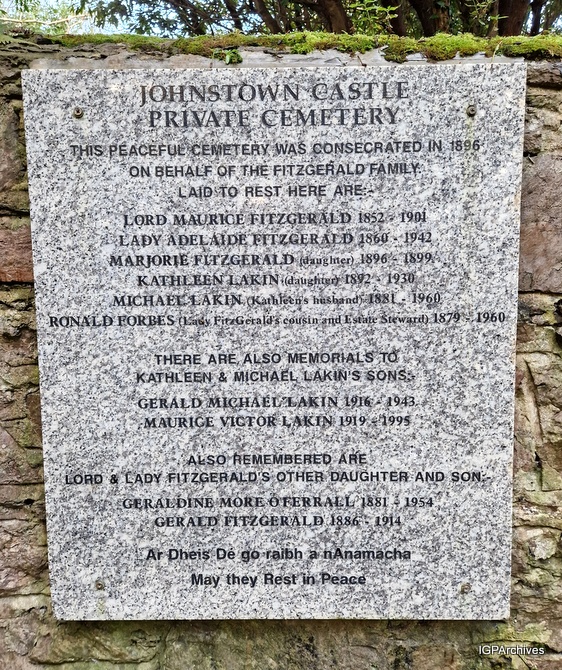 JOHNSTOWN CASTLE
PRIVATE CEMETERY
THIS PEACEFUL CEMETERY WAS CONSECRATED IN 1896
ON BEHALF OF THE FITZGERALD FAMILY.
LAID TO REST HERE ARE:-
LORD MAURICE FITZGERALD 1852 - 1901
LADY ADELAIDE FITZGERALD 1860 - 1942
MARJORIE FITZGERALD (daughter) 1896 - 1899
KATHLEEN LAKIN (daughter) 1892 - 1930
MICHAEL LAKIN (Kathleen's husband) 1881 - 1960
RONALD FORBES (Lady FitzGerald's cousin and Estate Steward) 1879 - 1960
THERE ARE ALSO MEMORIALS TO
KATHLEEN & MICHAEL LAKIN'S SONS:-
GERALD MICHAEL LAKIN 1916 - 1943
MAURICE VICTOR LAKIN 1919 - 1995
ALSO REMEMBERED ARE
LORD & LADY FITZGERALD'S OTHER DAUGHTER AND SON:-
GERALDINE MORE O'FERRALL 1881 - 1954
GERALD FITZGERALD 1886 - 1914
Ar Dheis Dé go raibh a nAnamacha
May they Rest in Peace
IGPArchives